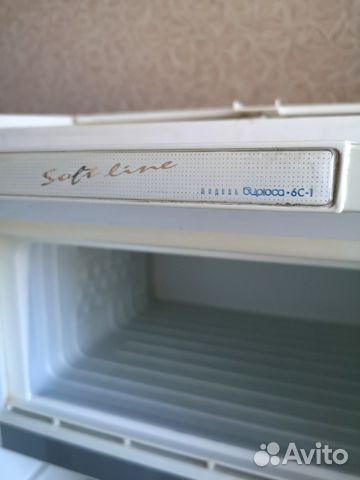 Soft line
модель бирюса-6С-1
Avito